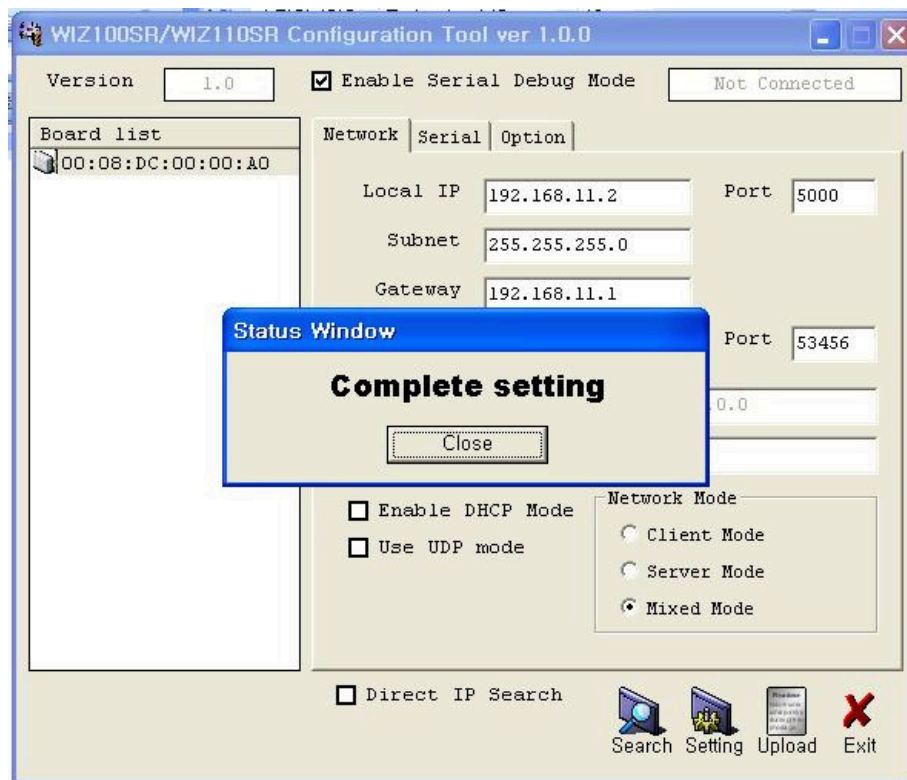 WIZ100SR/WIZ110SR Configuration Tool ver 1.0.0
Version 1.0 Enable Serial Debug Mode Not Connected
Board list
00:08:DC:00:00:A0
Network Serial Option
Local IP 192.168.11.2 Port 5000
Subnet 255.255.255.0
Gateway 192.168.11.1
Port 53456
Status Window
Complete setting
Close
.0.0
Enable DHCP Mode
Use UDP mode
Network Mode
Client Mode
Server Mode
Mixed Mode
Direct IP Search
Search Setting Upload Exit